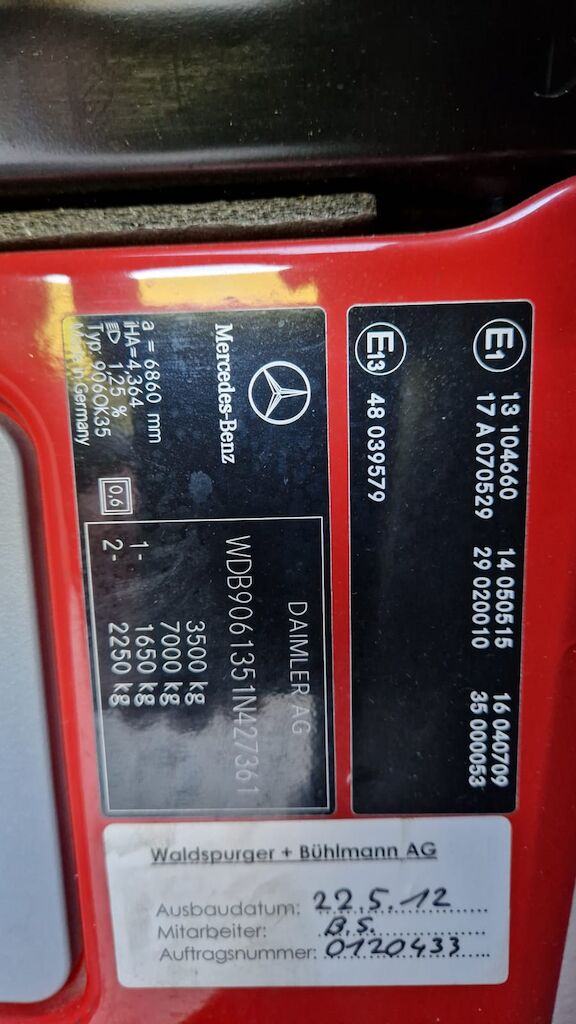 E1 13 104660 14 050515 16 040709
17 A 070529 29 020010 35 000053
E13 48 039579
Mercedes-Benz
DAIMLER AG
WDB9061351N427361
3500 kg
7000 kg
1- 1650 kg
2- 2250 kg
a = 6860 mm
iHA=4,364
1,25 %
TYP 906OK35
Made in Germany
0,6
Waldspurger + Bühlmann AG
Ausbaudatum: 22.5.12
Mitarbeiter: B.S.
Auftragsnummer: 0120433